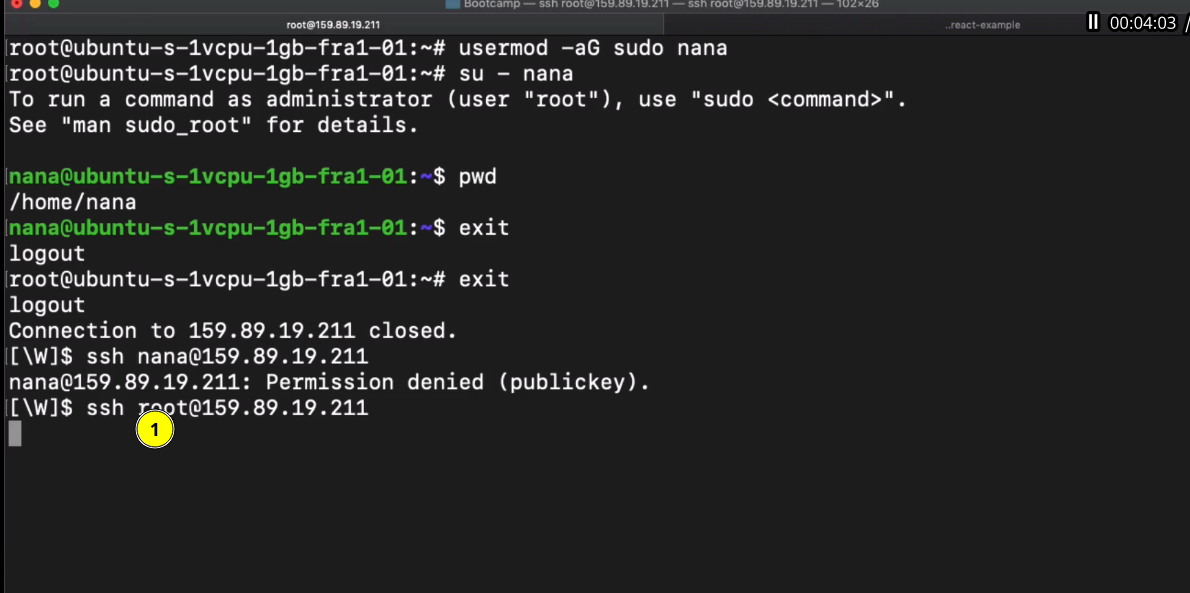 Bootcamp — ssh root@159.89.19.211 — ssh root@159.89.19.211 — 102×26
root@159.89.19.211
..react-example
00:04:03 /
root@ubuntu-s-1vcpu-1gb-fra1-01:~# usermod -aG sudo nana
root@ubuntu-s-1vcpu-1gb-fra1-01:~# su - nana
To run a command as administrator (user "root"), use "sudo <command>".
See "man sudo_root" for details.
nana@ubuntu-s-1vcpu-1gb-fra1-01:~$ pwd
/home/nana
nana@ubuntu-s-1vcpu-1gb-fra1-01:~$ exit
logout
root@ubuntu-s-1vcpu-1gb-fra1-01:~# exit
logout
Connection to 159.89.19.211 closed.
[\W]$ ssh nana@159.89.19.211
nana@159.89.19.211: Permission denied (publickey).
[\W]$ ssh root@159.89.19.211
1